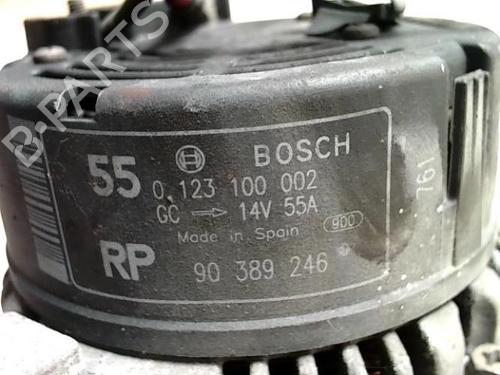 55 BOSCH
0 123 100 002
GC → 14V 55A
Made in Spain 900
RP 90 389 246
761
B-PARTS